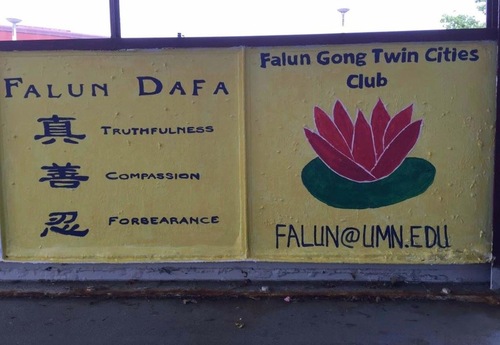 FALUN DAFA
真 TRUTHFULNESS
善 COMPASSION
忍 FORBEARANCE
Falun Gong Twin Cities
Club
FALUN@UMN.EDU